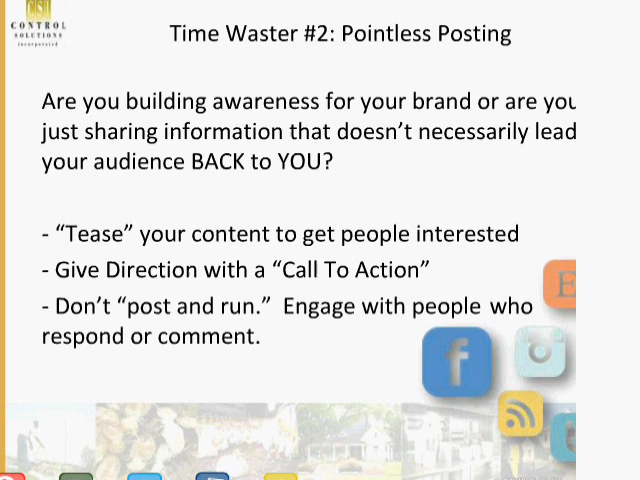 CSI
CONTROL
SOLUTIONS
incorporated
Time Waster #2: Pointless Posting
Are you building awareness for your brand or are you
just sharing information that doesn’t necessarily lead
your audience BACK to YOU?
- “Tease” your content to get people interested
- Give Direction with a “Call To Action”
- Don’t “post and run.”  Engage with people who
respond or comment.
E
f
t